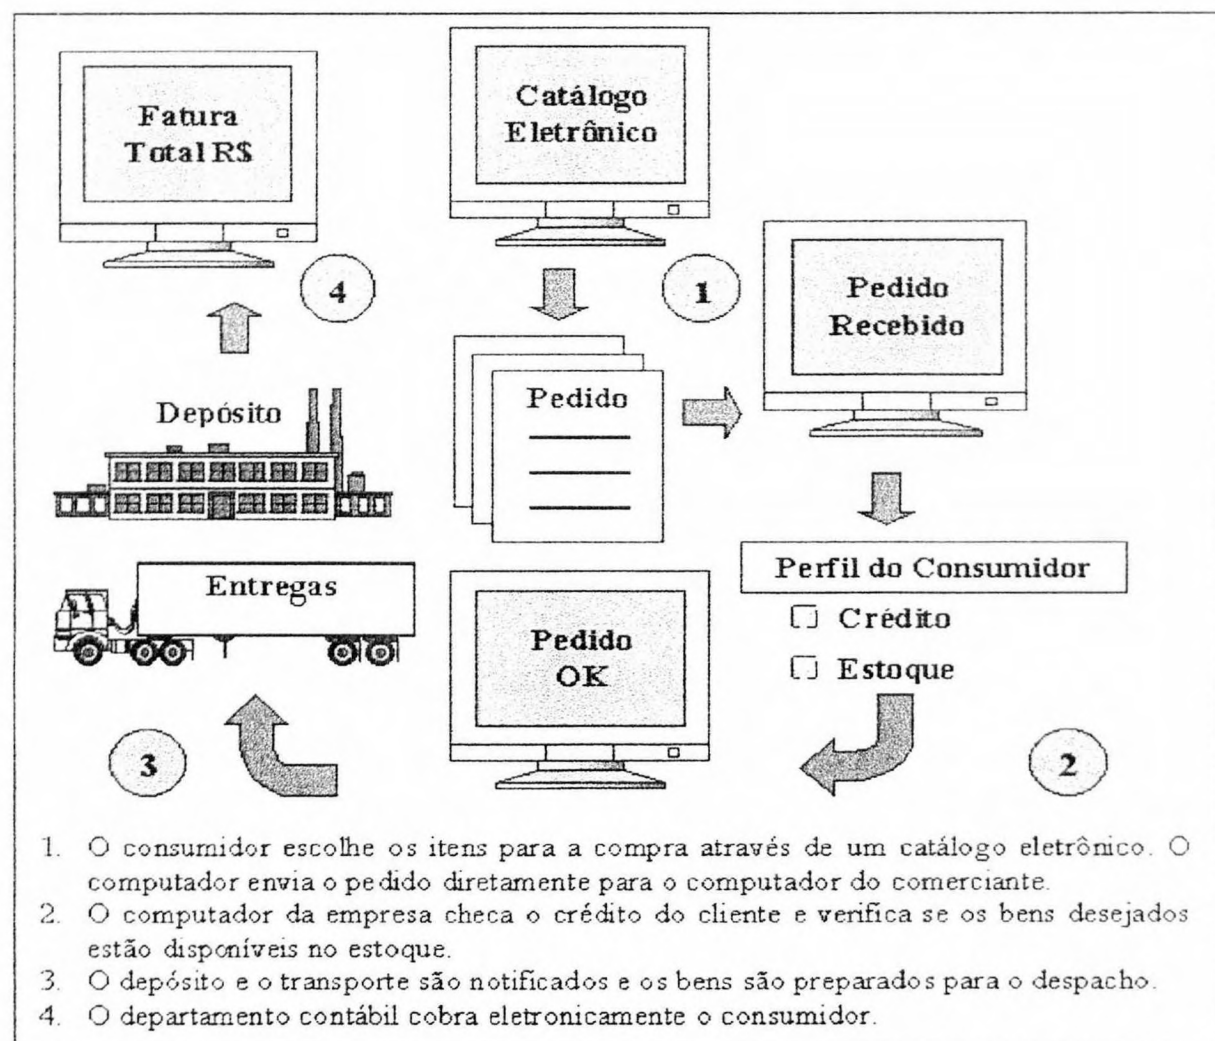 Fatura
Total R$
4
Catálogo
Eletrônico
1
Pedido
Recebido
Pedido
Depósito
Perfil do Consumidor
Crédito
Estoque
2
Pedido
OK
Entregas
3
1. O consumidor escolhe os itens para a compra através de um catálogo eletrônico. O
computador envia o pedido diretamente para o computador do comerciante.
2. O computador da empresa checa o crédito do cliente e verifica se os bens desejados
estão disponíveis no estoque.
3. O depósito e o transporte são notificados e os bens são preparados para o despacho.
4. O departamento contábil cobra eletronicamente o consumidor.